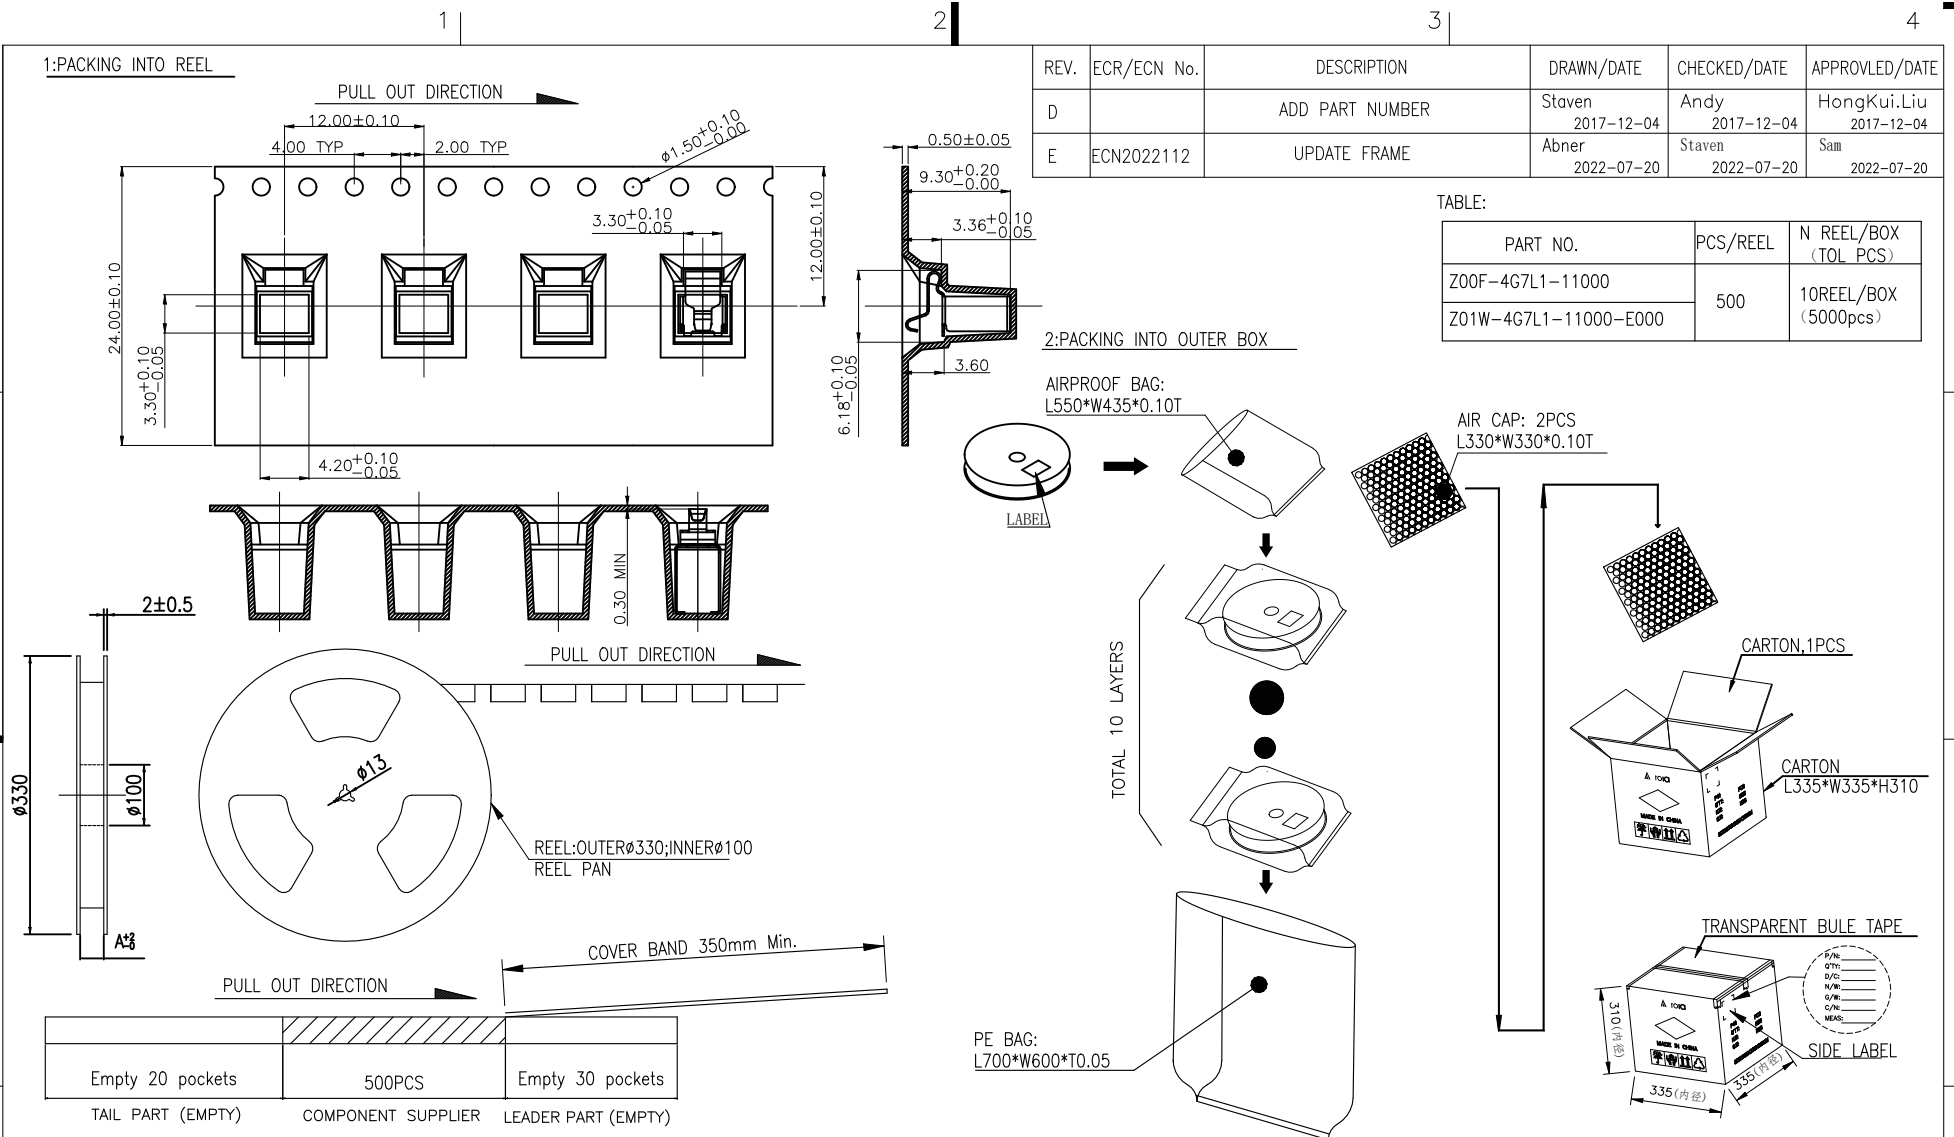 1
2
3
4
1:PACKING INTO REEL
PULL OUT DIRECTION
12.00±0.10
4.00 TYP
2.00 TYP
ø1.50+0.10 -0.00
24.00±0.10
12.00±0.10
3.30+0.10 -0.05
3.30+0.10 -0.05
4.20+0.10 -0.05
0.50±0.05
9.30+0.20 -0.00
3.36+0.10 -0.05
6.18+0.10 -0.05
3.60
0.30 MIN
REV. ECR/ECN No. DESCRIPTION DRAWN/DATE CHECKED/DATE APPROVLED/DATE
D ADD PART NUMBER Staven 2017-12-04 Andy 2017-12-04 HongKui.Liu 2017-12-04
E ECN2022112 UPDATE FRAME Abner 2022-07-20 Staven 2022-07-20 Sam 2022-07-20
TABLE:
PART NO. PCS/REEL N REEL/BOX
(TOL PCS)
Z00F-4G7L1-11000
Z01W-4G7L1-11000-E000
500
10REEL/BOX
(5000pcs)
2:PACKING INTO OUTER BOX
AIRPROOF BAG:
L550*W435*0.10T
LABEL
AIR CAP: 2PCS
L330*W330*0.10T
TOTAL 10 LAYERS
CARTON,1PCS
CARTON
L335*W335*H310
MADE IN CHINA
PE BAG:
L700*W600*T0.05
TRANSPARENT BULE TAPE
P/N:
Q'TY:
D/C:
N/W:
G/W:
C/N:
MEAS:
SIDE LABEL
MADE IN CHINA
310(内径)
335(内径)
335(内径)
2±0.5
ø330
ø100
PULL OUT DIRECTION
ø13
REEL:OUTERø330;INNERø100
REEL PAN
COVER BAND 350mm Min.
PULL OUT DIRECTION
Empty 20 pockets
500PCS
Empty 30 pockets
TAIL PART (EMPTY)
COMPONENT SUPPLIER
LEADER PART (EMPTY)